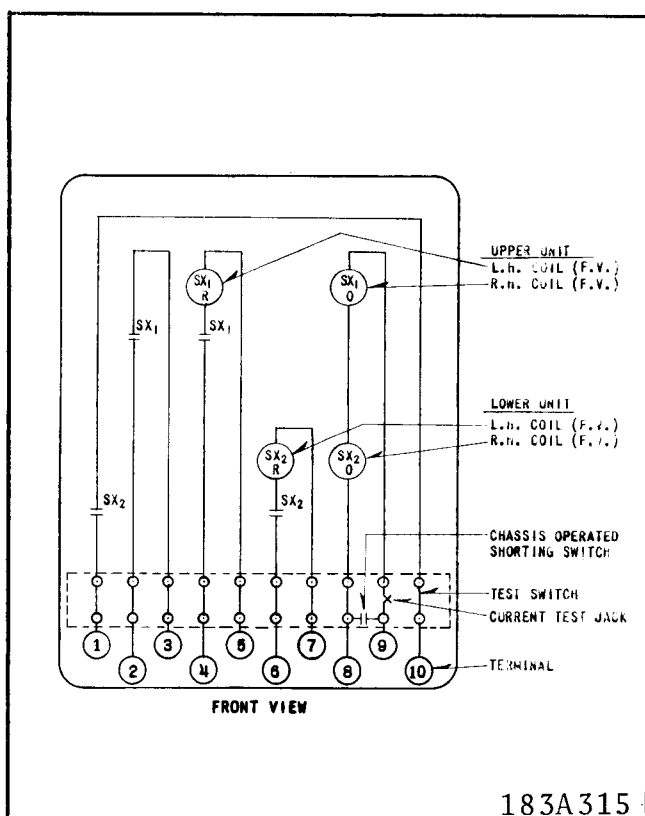 UPPER UNIT
L.H. COIL (F.V.)
R.H. COIL (F.V.)
SX1
R
SX1
O
SX1
SX1
LOWER UNIT
L.H. COIL
R.H. COIL
SX2
R
SX2
O
SX2
SX2
CHASSIS OPERATED
SHORTING SWITCH
TEST SWITCH
CURRENT TEST JACK
1 3 5 7 9
2 4 6 8 10
TERMINAL
FRONT VIEW
183A315